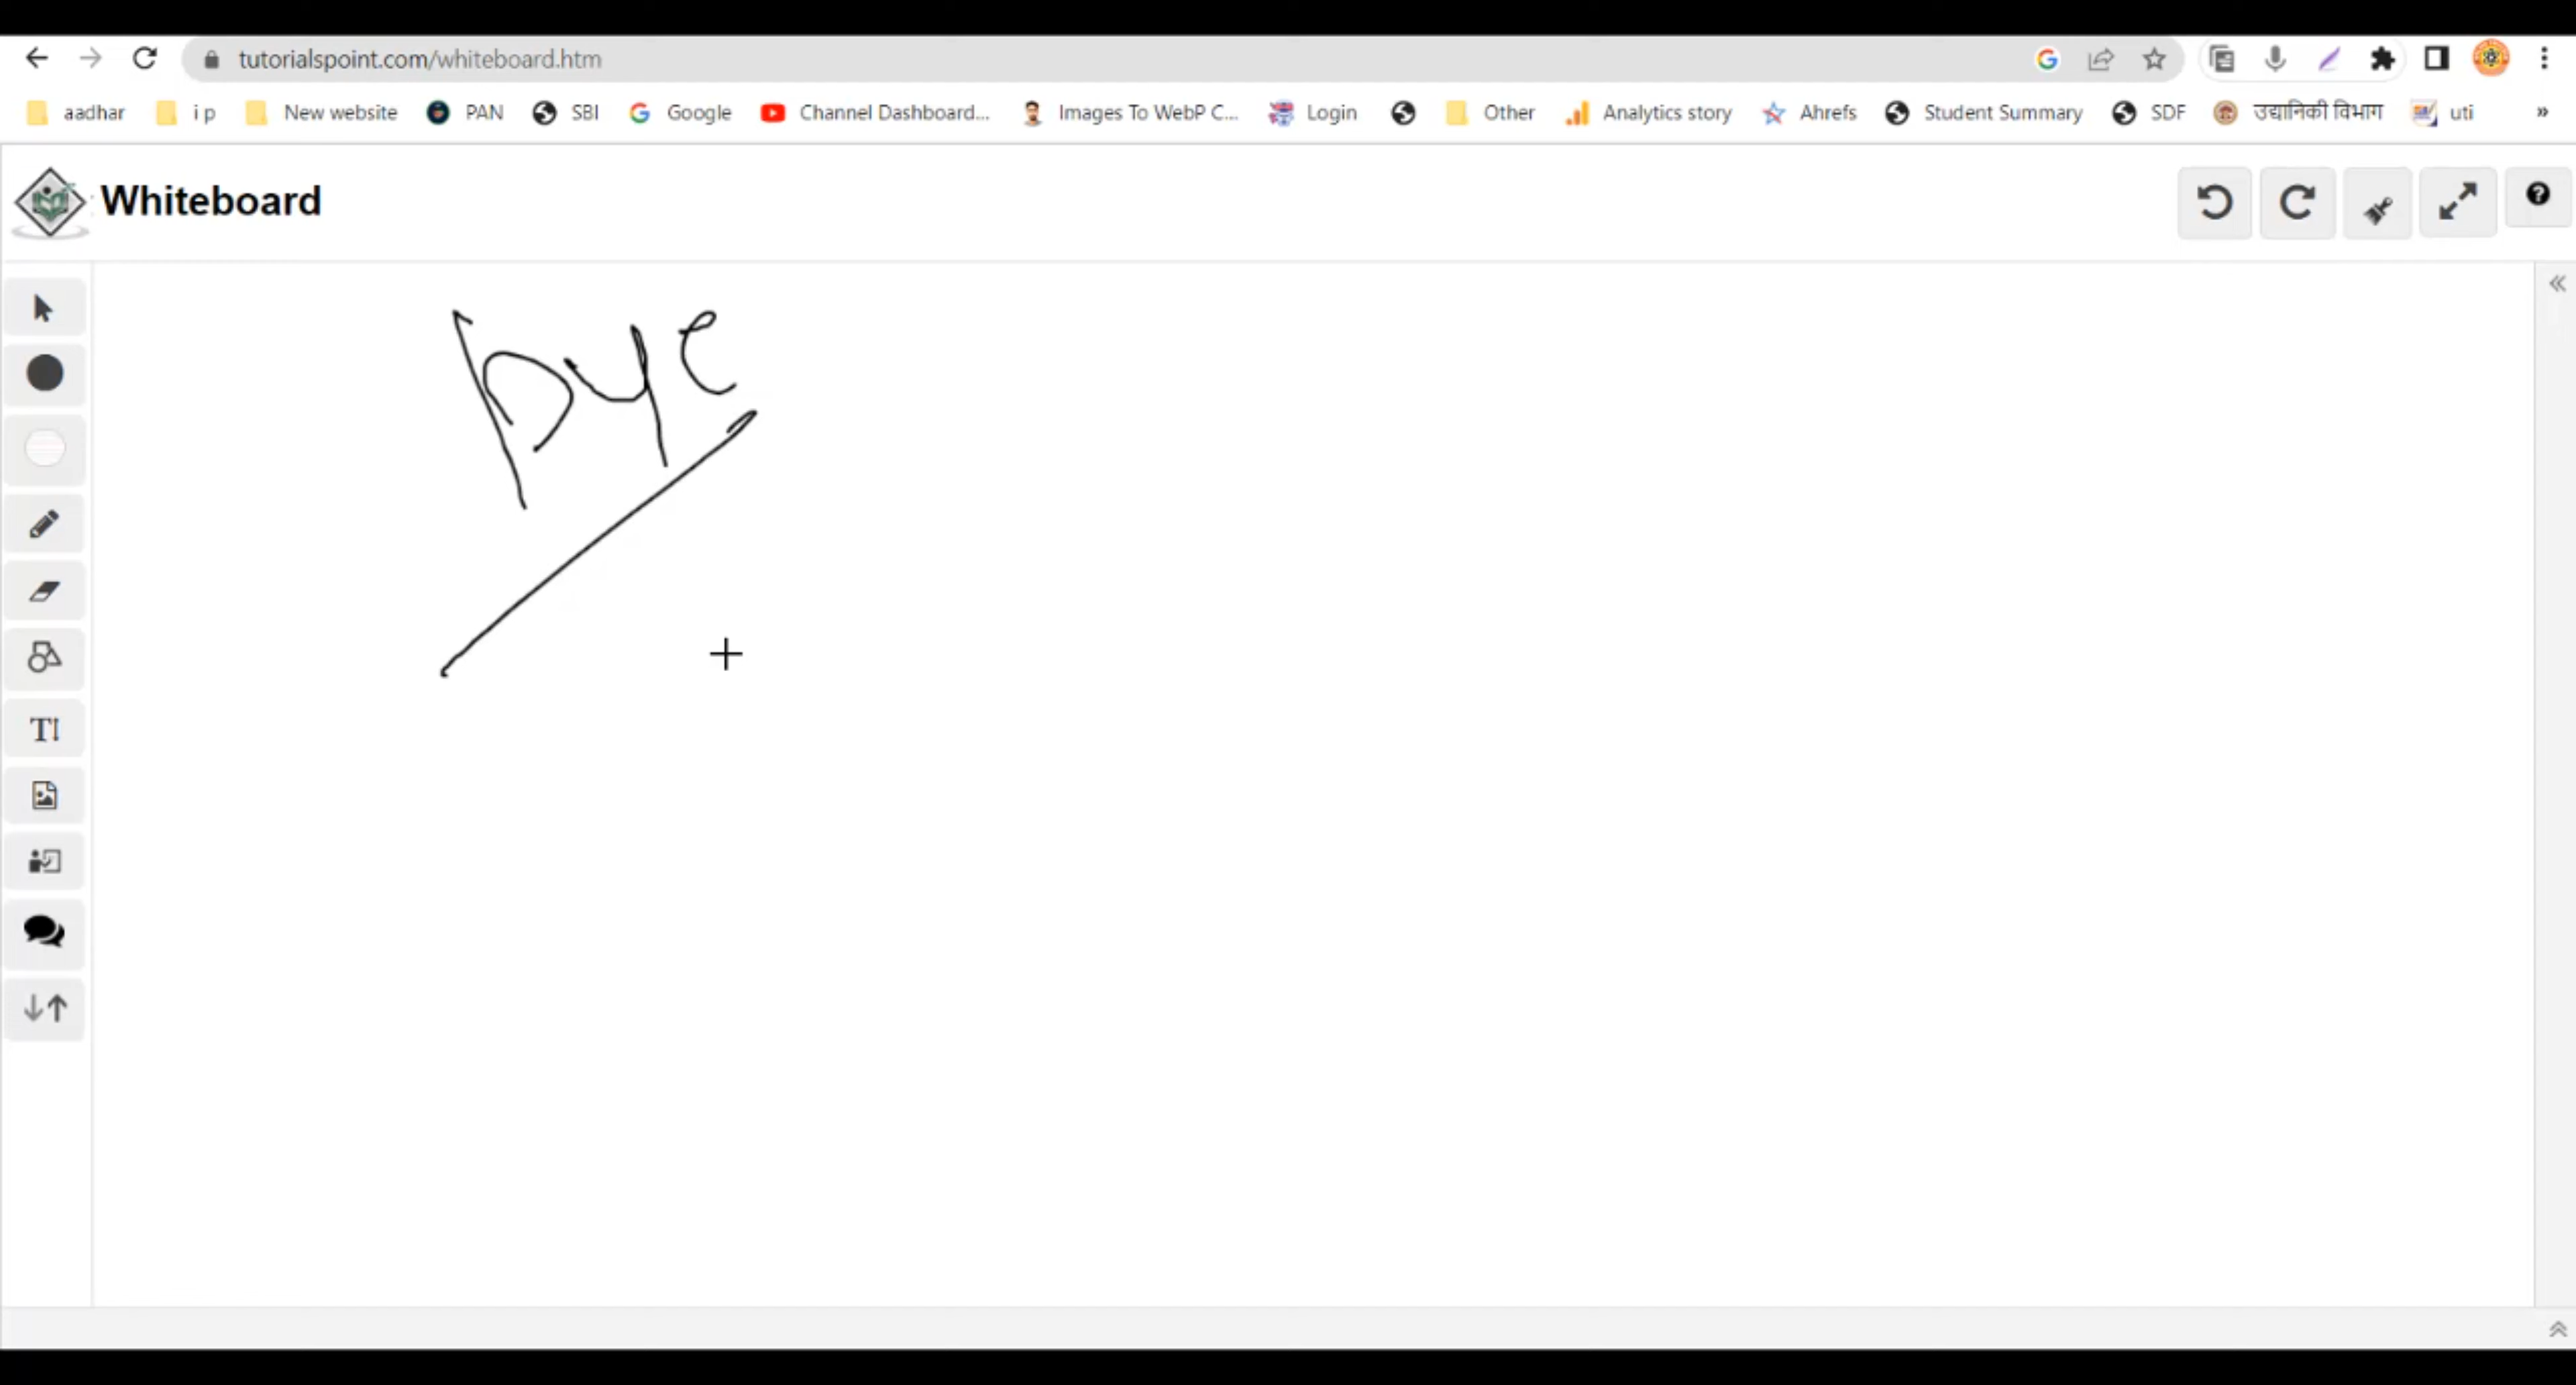 tutorialspoint.com/whiteboard.htm
aadhar i p New website PAN SBI Google Channel Dashboard... Images To WebP C... Login Other Analytics story Ahrefs Student Summary SDF उद्यानिकी विभाग uti »
Whiteboard
bye
TI